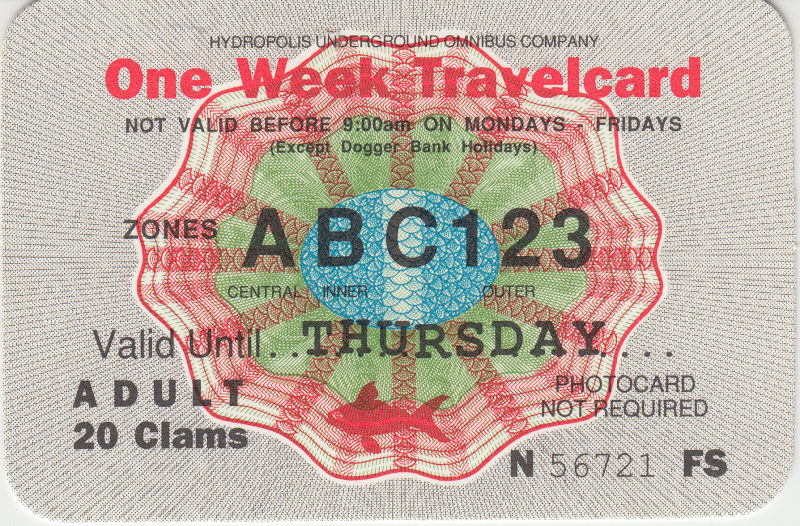 HYDROPOLIS UNDERGROUND OMNIBUS COMPANY
One Week Travelcard
NOT VALID BEFORE 9:00am ON MONDAYS - FRIDAYS
(Except Dogger Bank Holidays)
ZONES ABC123
CENTRAL INNER OUTER
Valid Until..THURSDAY....
ADULT
PHOTOCARD
NOT REQUIRED
20 Clams
N 56721 FS